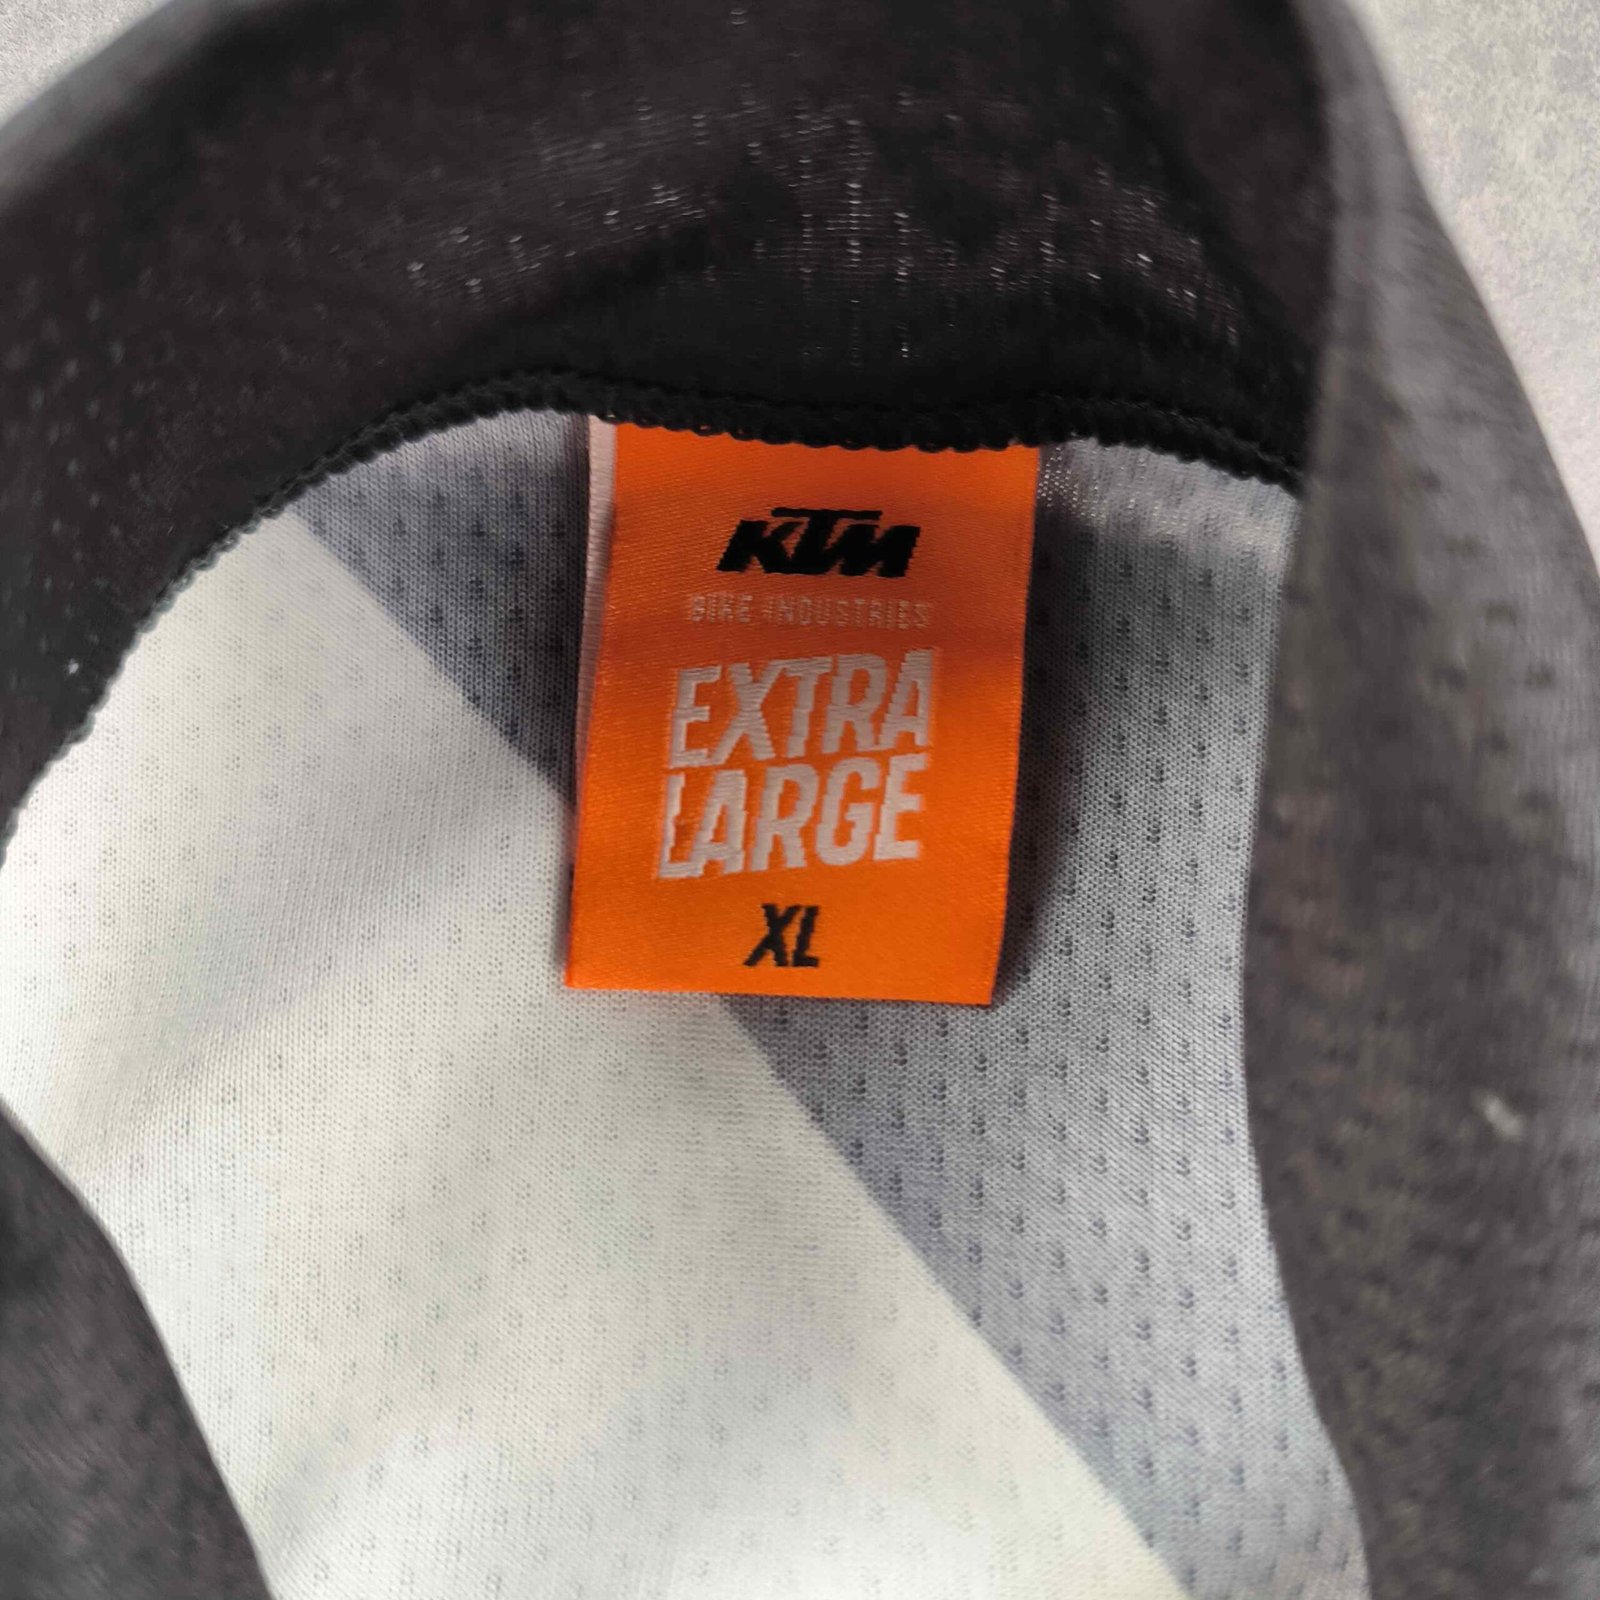 KTM
BIKE INDUSTRIES
EXTRA
LARGE
XL